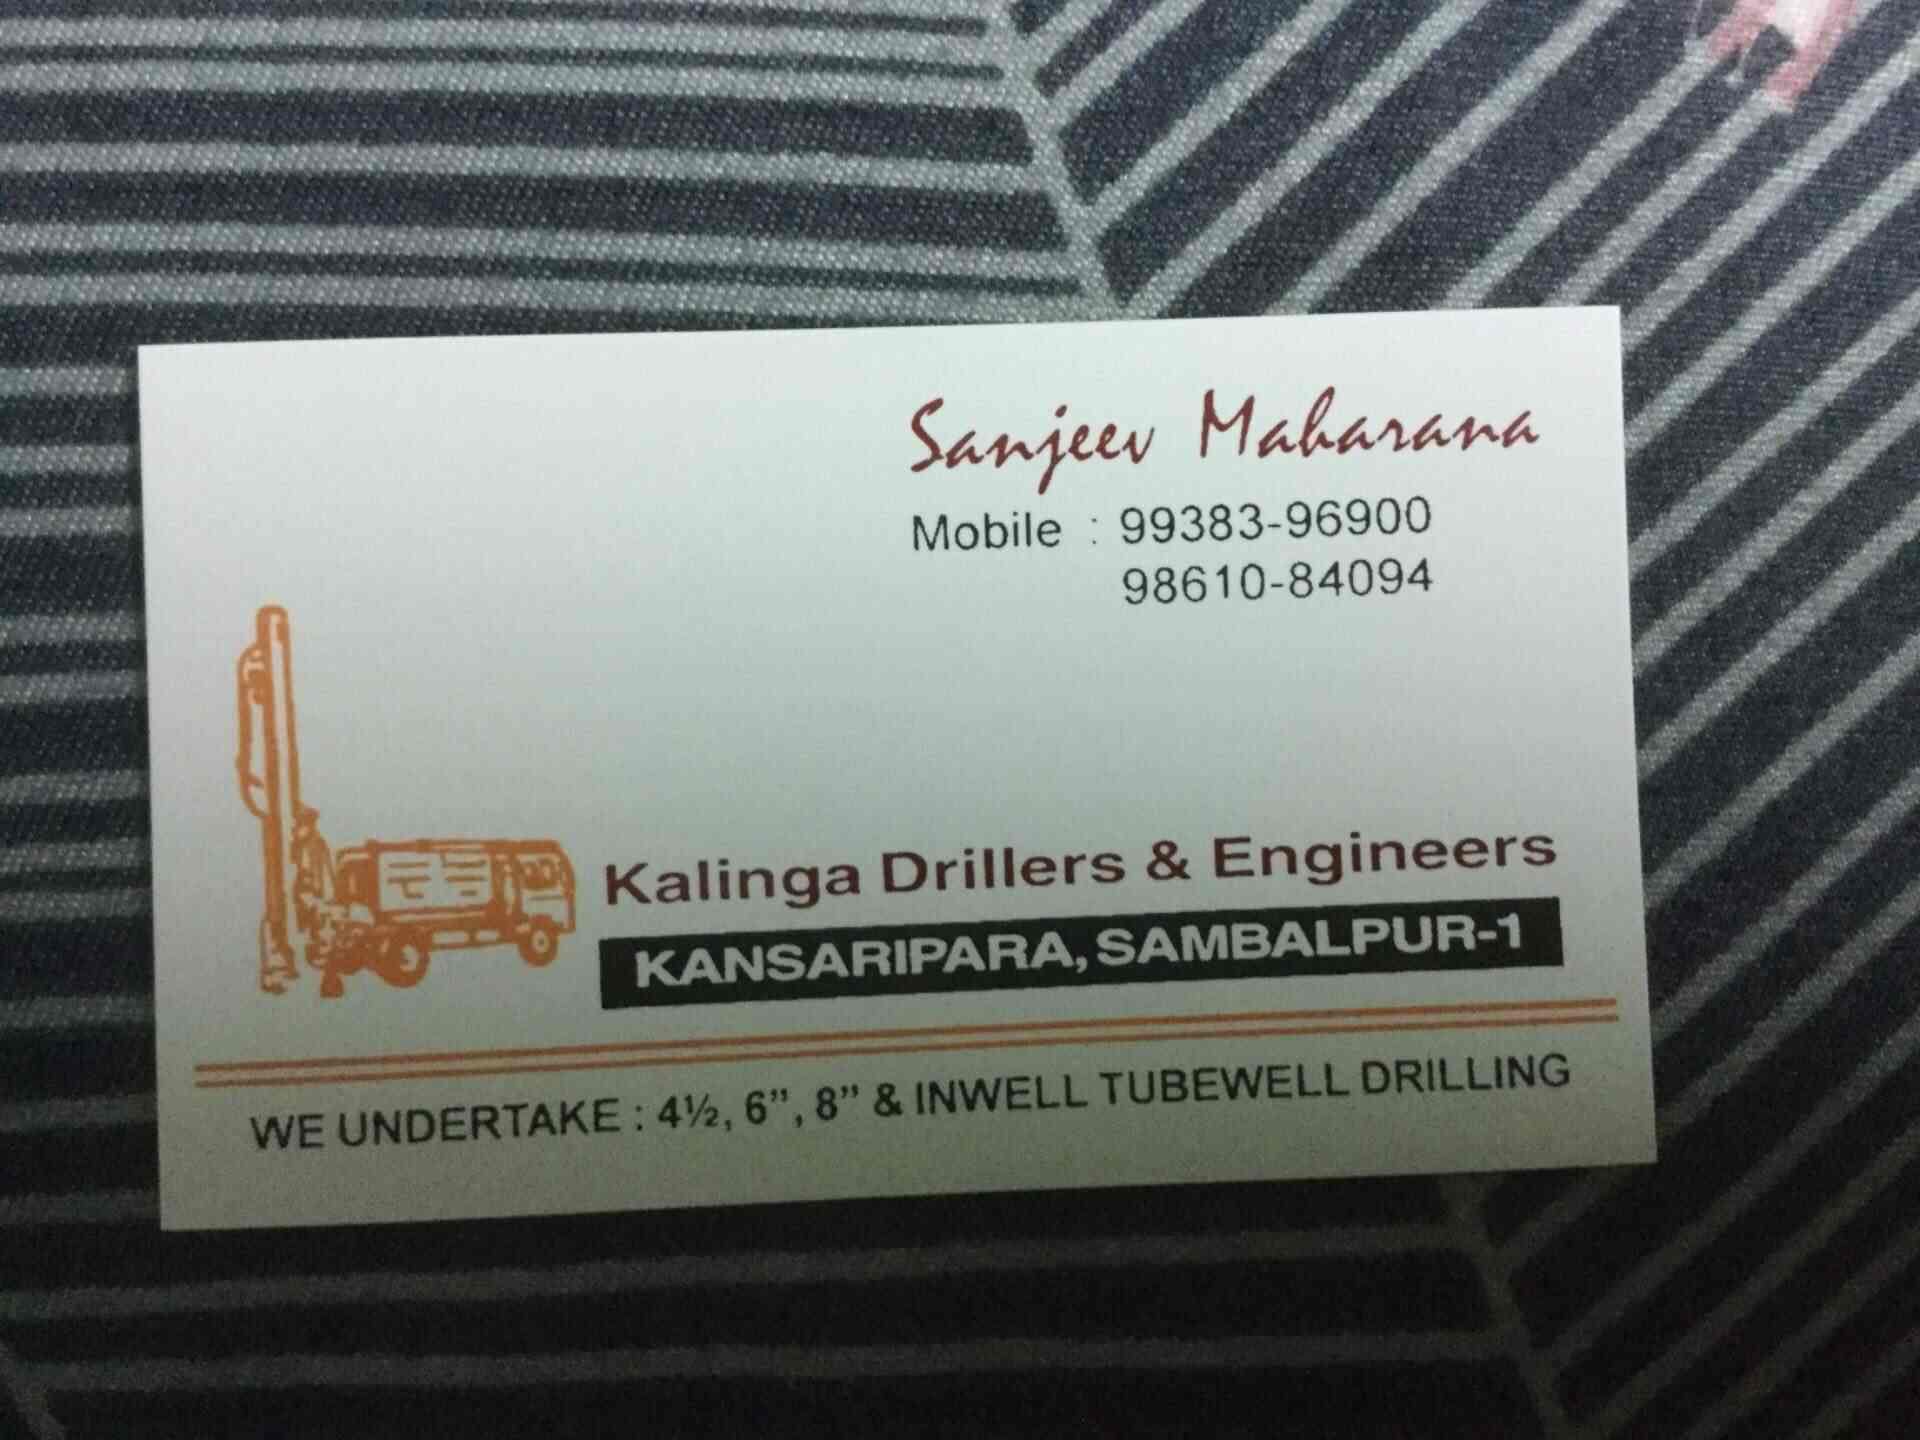 Sanjeev Maharana
Mobile : 99383-96900
98610-84094
Kalinga Drillers & Engineers
KANSARIPARA, SAMBALPUR-1
WE UNDERTAKE : 4½, 6”, 8” & INWELL TUBEWELL DRILLING